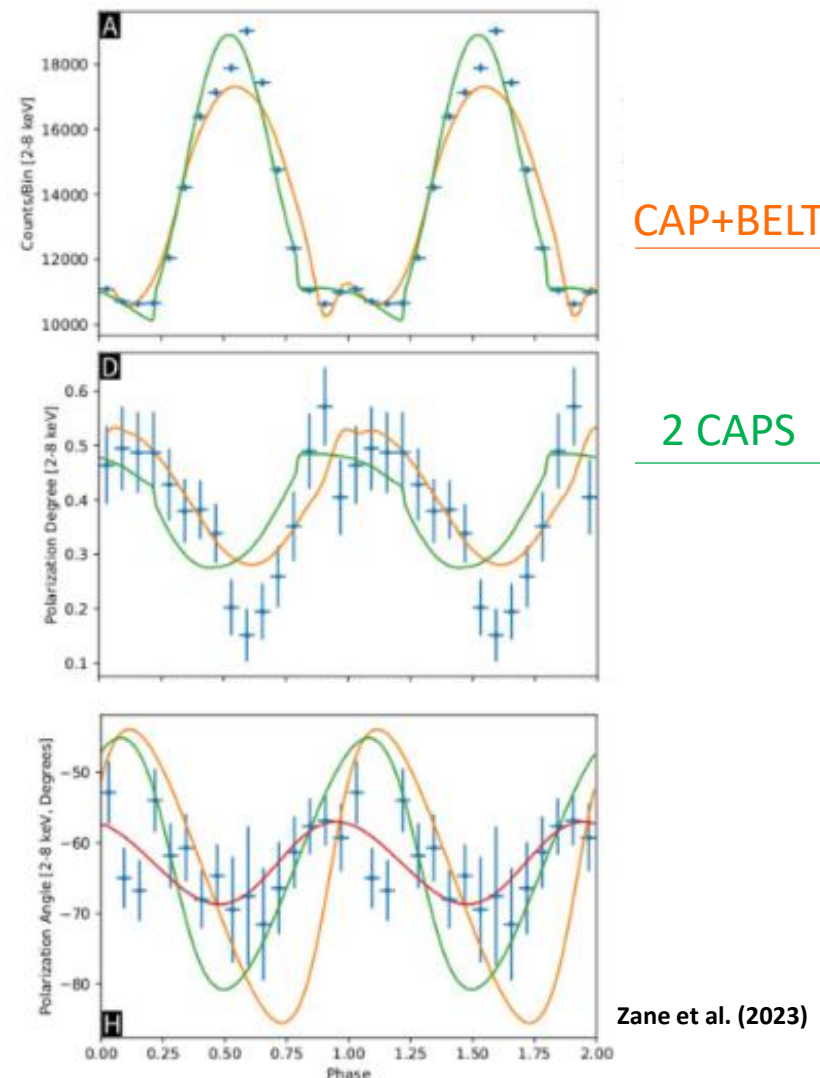 A
18000
16000
14000
12000
10000
Counts/Bin [2-8 keV]
CAP+BELT
D
0.6
0.5
0.4
0.3
0.2
0.1
Polarization Degree [2-8 keV]
2 CAPS
−50
−60
−70
−80
Polarization Angle [2-8 keV, Degrees]
H
0.00 0.25 0.50 0.75 1.00 1.25 1.50 1.75 2.00
Phase
Zane et al. (2023)